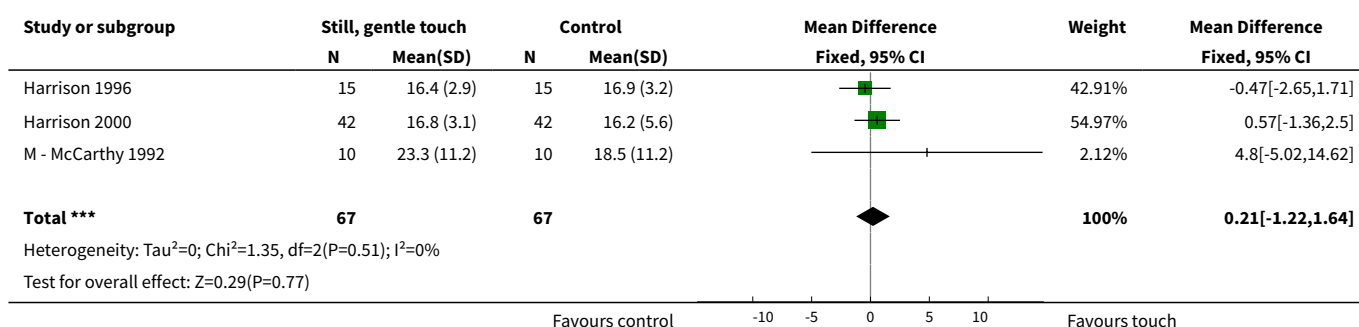 Study or subgroup Still, gentle touch Control Mean Difference Weight Mean Difference
N Mean(SD) N Mean(SD) Fixed, 95% CI Fixed, 95% CI
Harrison 1996 15 16.4 (2.9) 15 16.9 (3.2) 42.91% -0.47[-2.65,1.71]
Harrison 2000 42 16.8 (3.1) 42 16.2 (5.6) 54.97% 0.57[-1.36,2.5]
M - McCarthy 1992 10 23.3 (11.2) 10 18.5 (11.2) 2.12% 4.8[-5.02,14.62]
Total *** 67 67 100% 0.21[-1.22,1.64]
Heterogeneity: Tau²=0; Chi²=1.35, df=2(P=0.51); I²=0%
Test for overall effect: Z=0.29(P=0.77)
Favours control -10 -5 0 5 10 Favours touch